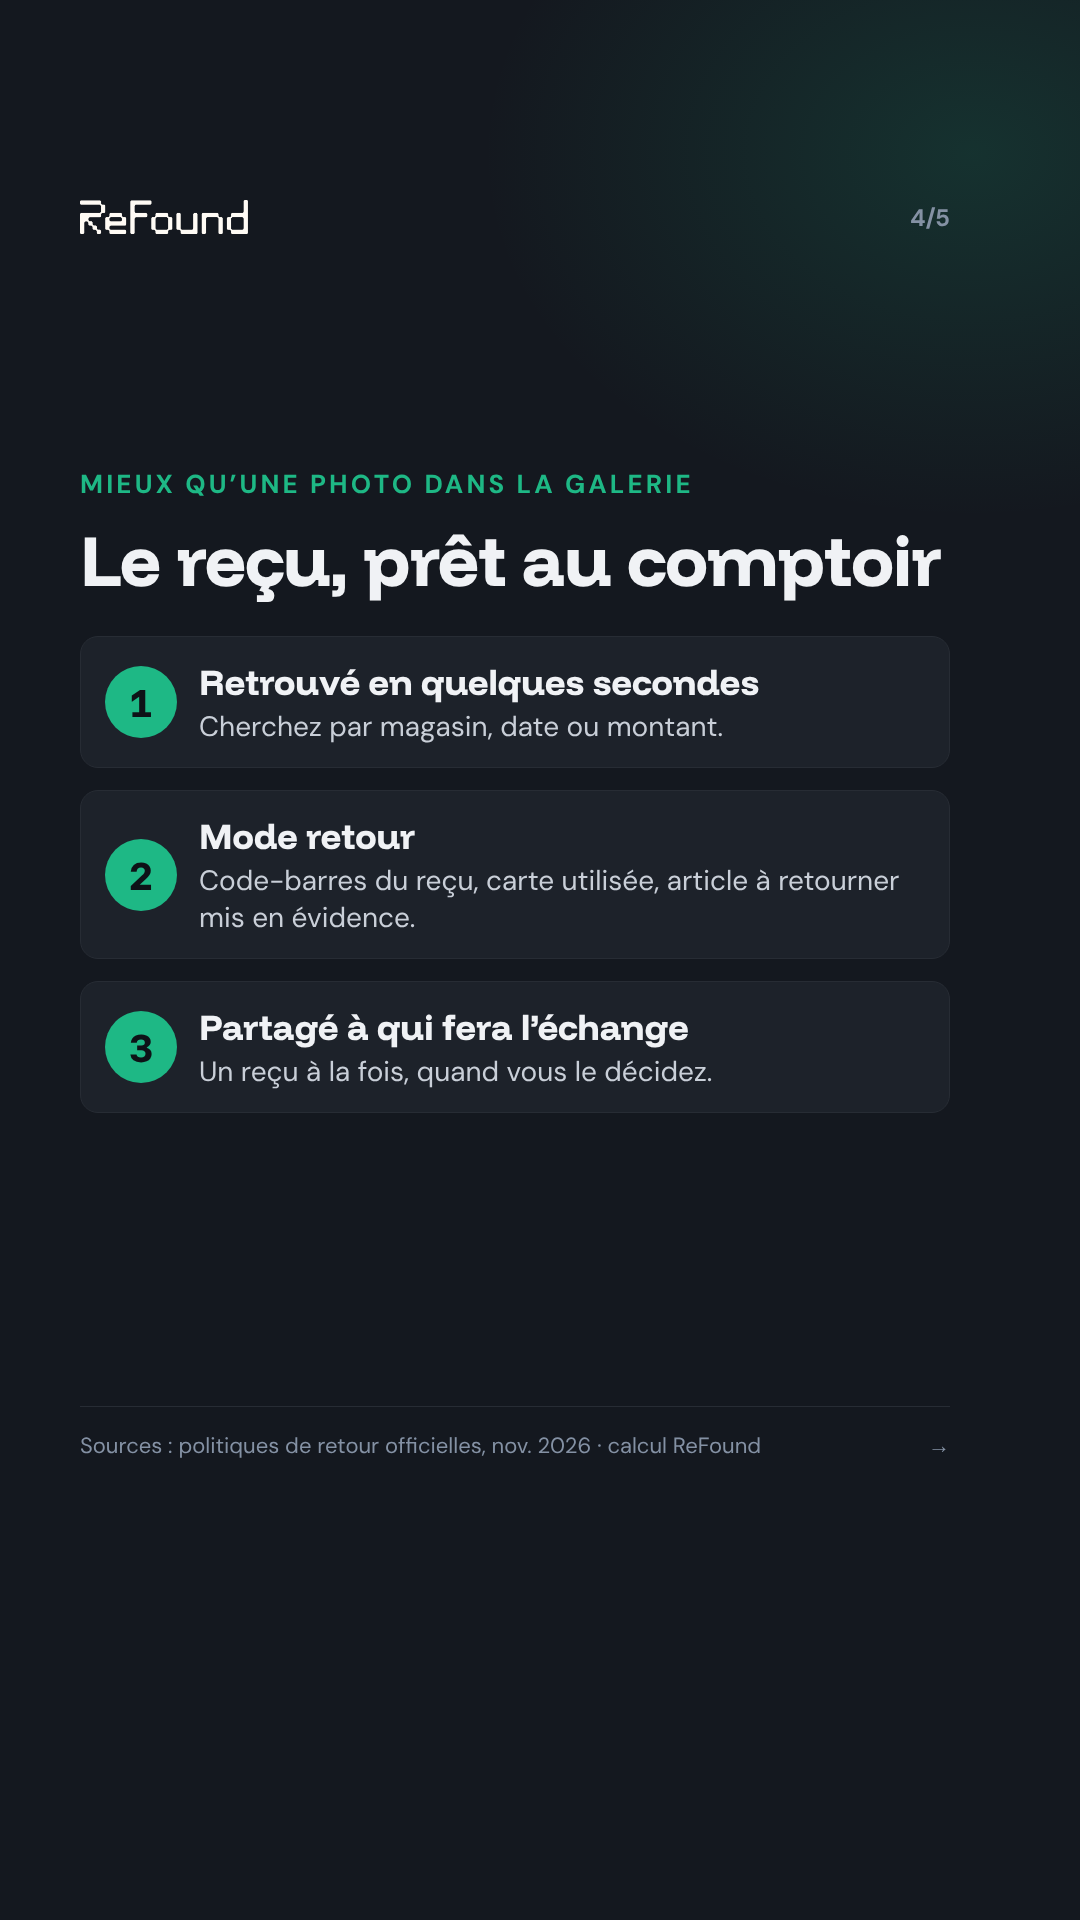 ReFound
4/5
MIEUX QU’UNE PHOTO DANS LA GALERIE
Le reçu, prêt au comptoir
1
Retrouvé en quelques secondes
Cherchez par magasin, date ou montant.
2
Mode retour
Code-barres du reçu, carte utilisée, article à retourner
mis en évidence.
3
Partagé à qui fera l’échange
Un reçu à la fois, quand vous le décidez.
Sources : politiques de retour officielles, nov. 2026 · calcul ReFound →